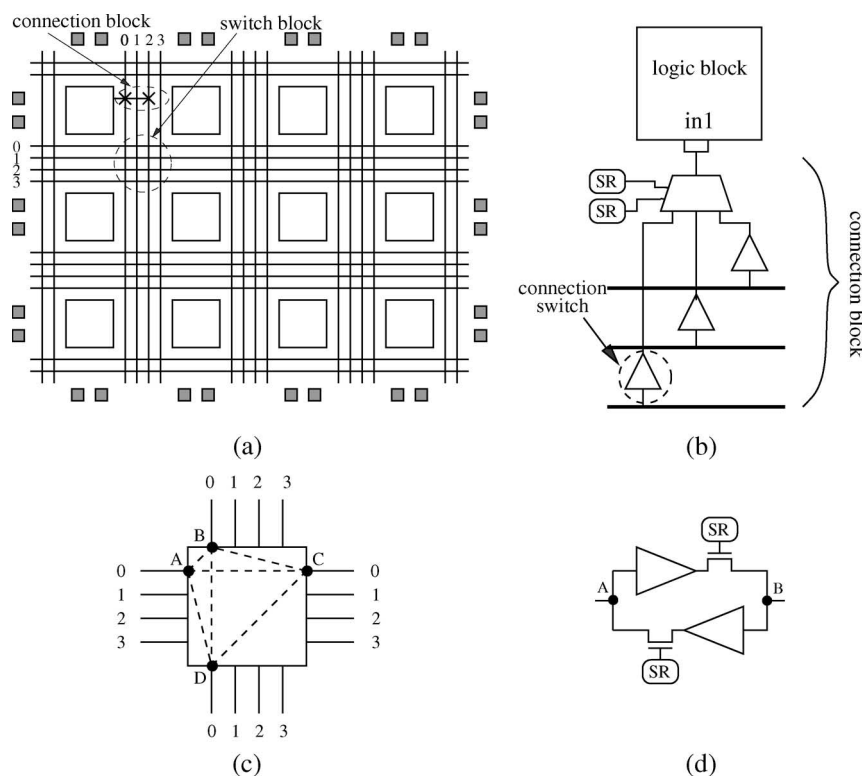 connection block
switch block
0 1 2 3
0
1
2
3
(a)
logic block
in1
SR
SR
connection
switch
connection block
(b)
0 1 2 3
B
A
C
0 0
1 1
2 2
3 3
D
0 1 2 3
(c)
SR
A
B
SR
(d)